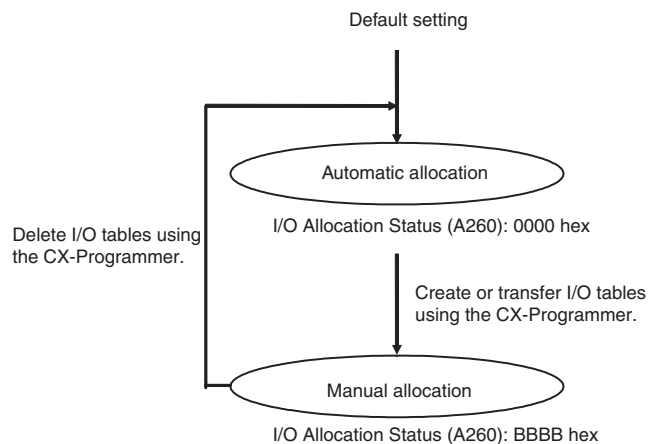 Default setting
Automatic allocation
I/O Allocation Status (A260): 0000 hex
Delete I/O tables using
the CX-Programmer.
Create or transfer I/O tables
using the CX-Programmer.
Manual allocation
I/O Allocation Status (A260): BBBB hex